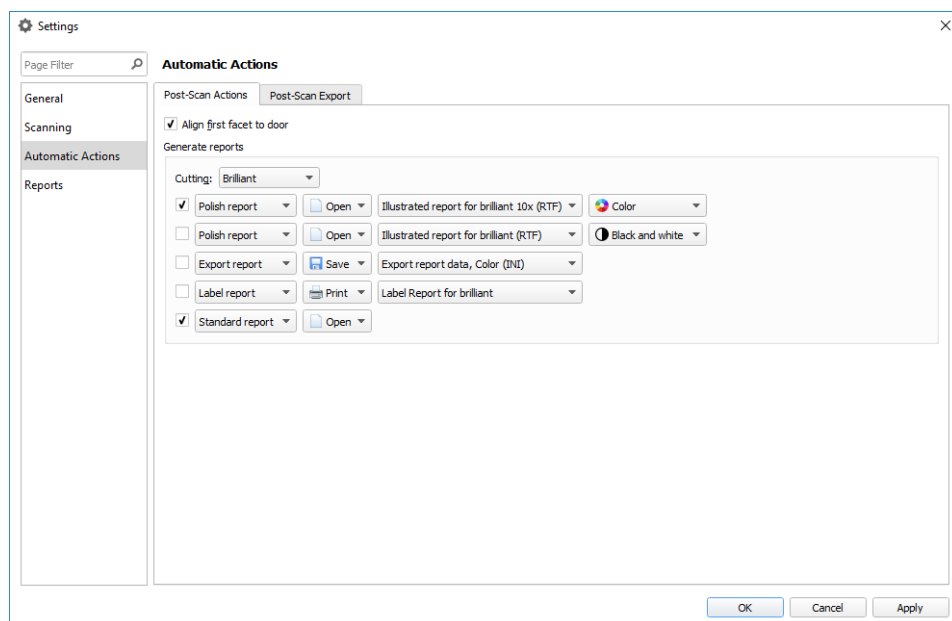 Settings
Page Filter
Automatic Actions
General
Scanning
Automatic Actions
Reports
Post-Scan Actions Post-Scan Export
Align first facet to door
Generate reports
Cutting: Brilliant
Polish report Open Illustrated report for brilliant 10x (RTF) Color
Polish report Open Illustrated report for brilliant (RTF) Black and white
Export report Save Export report data, Color (INI)
Label report Print Label Report for brilliant
Standard report Open
OK Cancel Apply